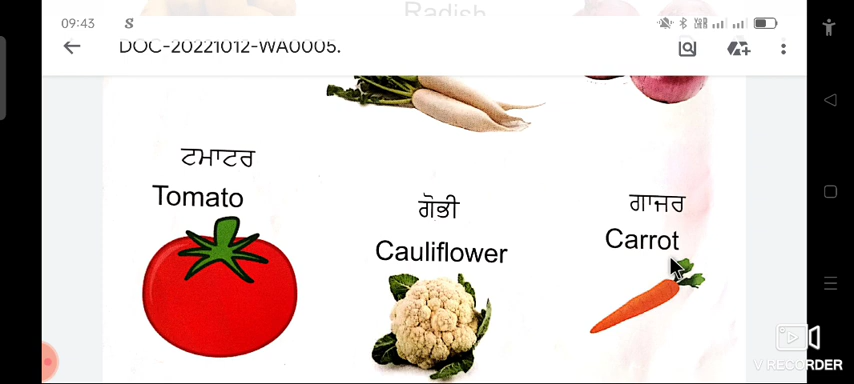 Radish
09:43
DOC-20221012-WA0005.
ਟਮਾਟਰ
Tomato
ਗੋਭੀ
Cauliflower
ਗਾਜਰ
Carrot
V RECORDER